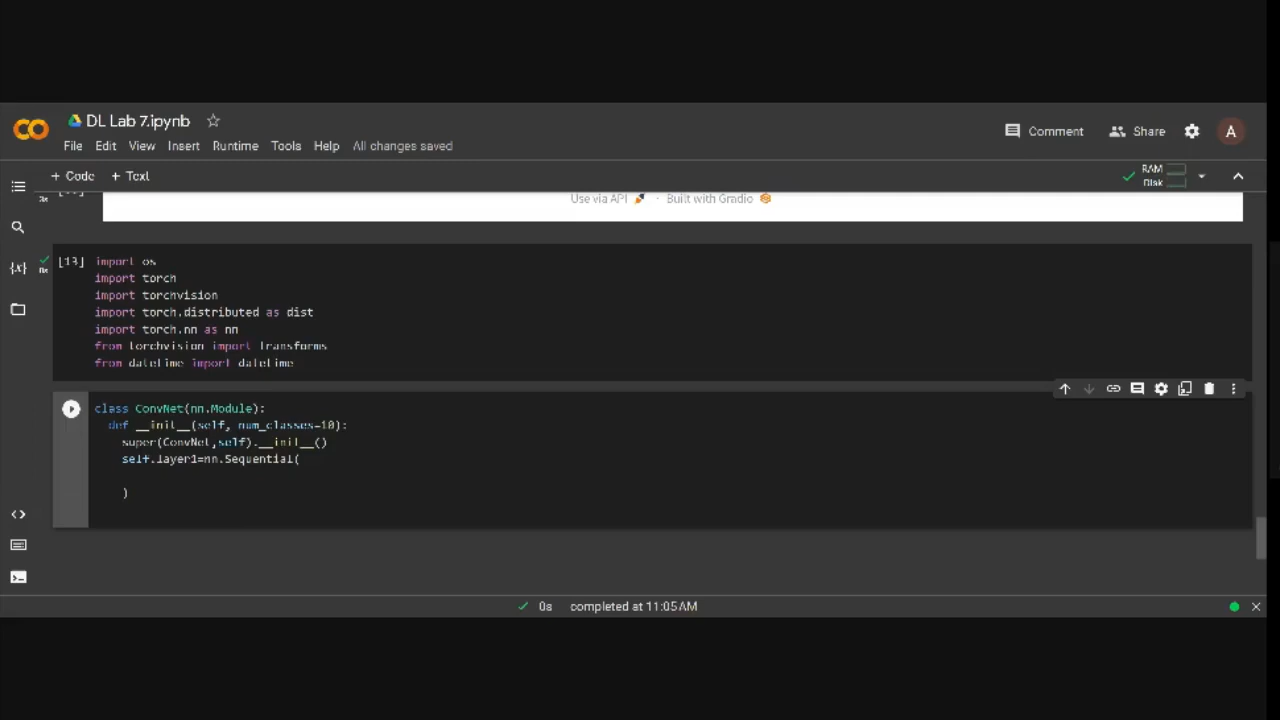 DL Lab 7.ipynb
File Edit View Insert Runtime Tools Help All changes saved
Comment
Share
A
+ Code + Text
RAM
Disk
Use via API · Built with Gradio
[13] import os
import torch
import torchvision
import torch.distributed as dist
import torch.nn as nn
from torchvision import transforms
from datetime import datetime
0s
class ConvNet(nn.Module):
def __init__(self, num_classes=10):
super(ConvNet,self).__init__()
self.layer1=nn.Sequential(
)
0s completed at 11:05 AM